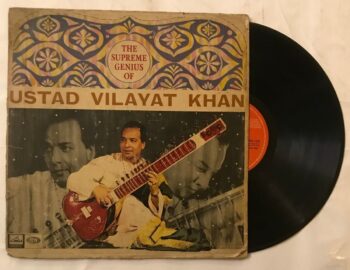 THE
SUPREME
GENIUS
OF
USTAD VILAYAT KHAN